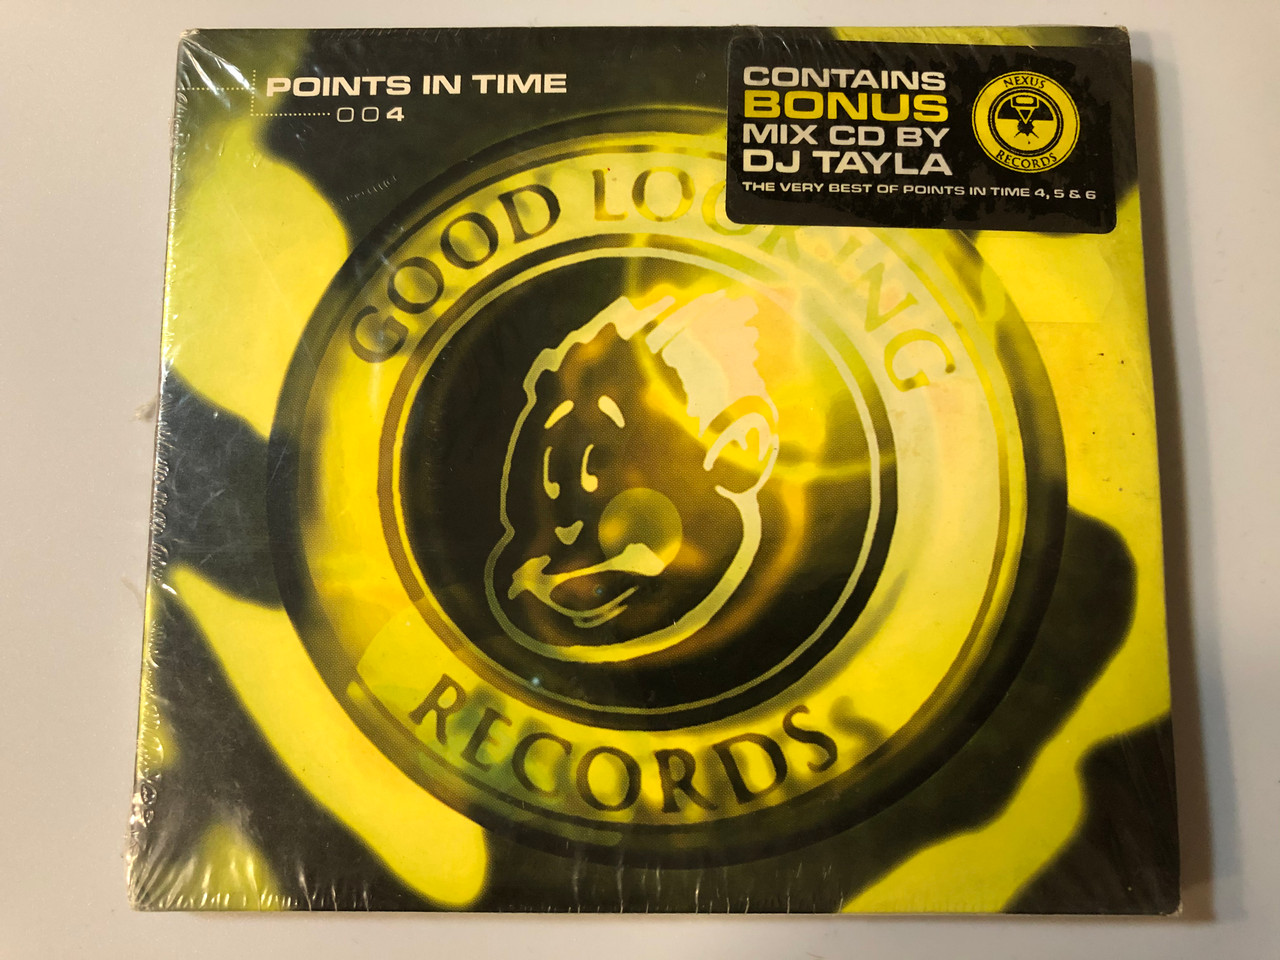 POINTS IN TIME
004
CONTAINS
BONUS
MIX CD BY
DJ TAYLA
THE VERY BEST OF POINTS IN TIME 4, 5 & 6
NEXUS
RECORDS
GOOD LOOKING
RECORDS